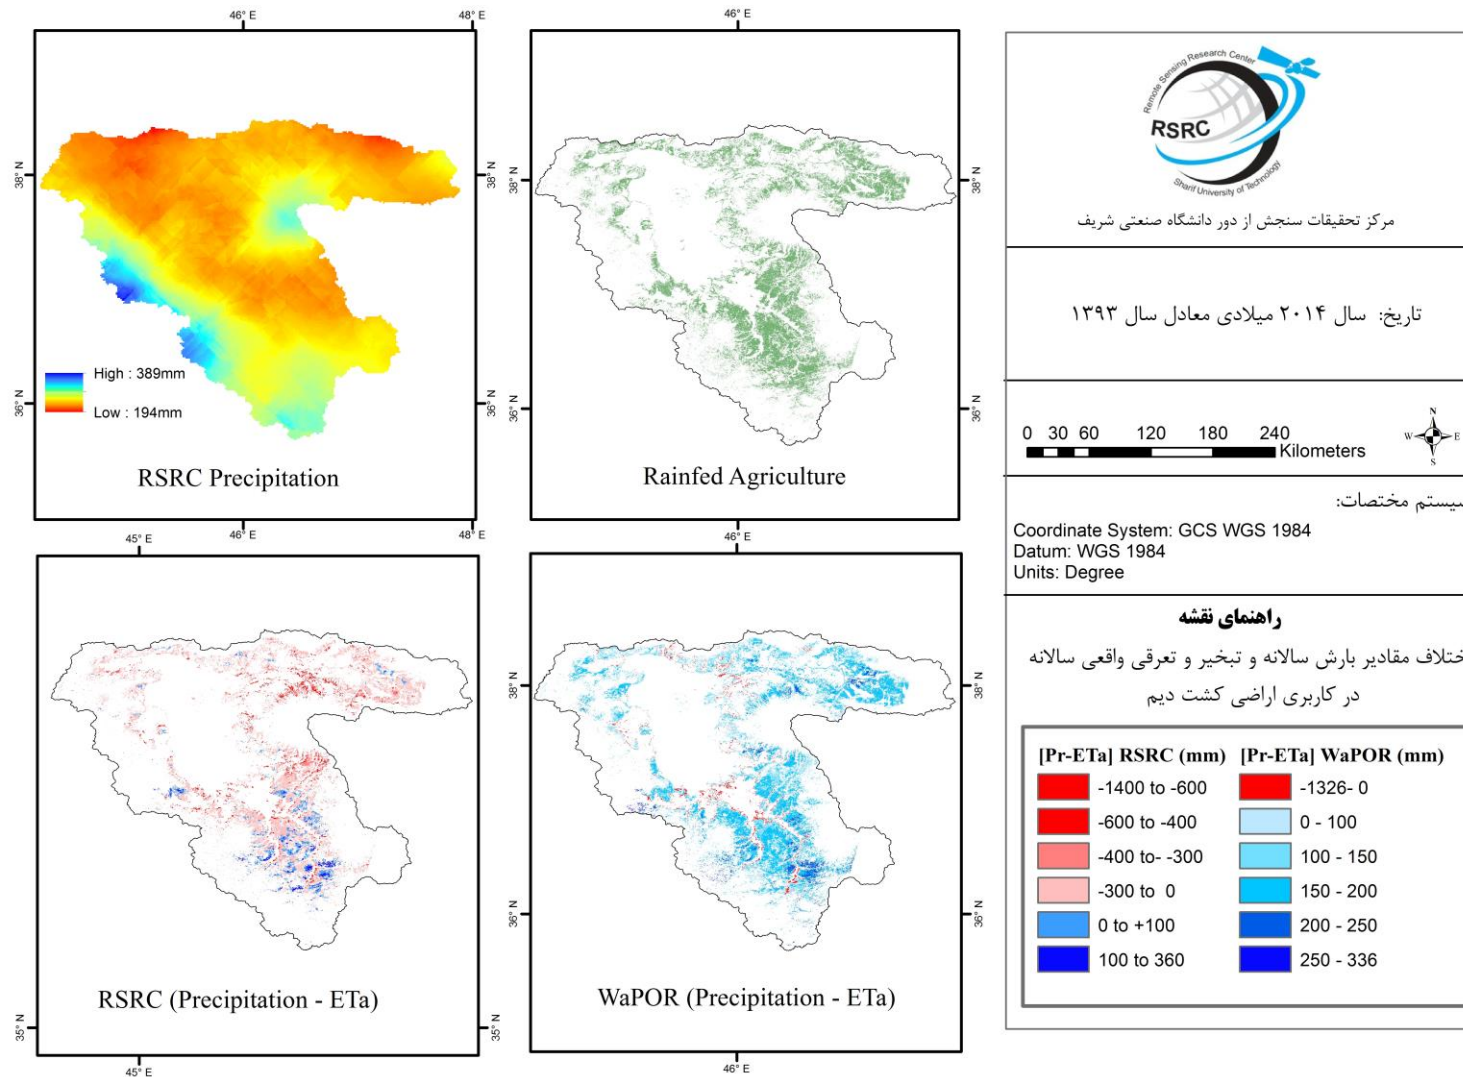 46° E
48° E
38° N
38° N
36° N
36° N
High : 389mm
Low : 194mm
RSRC Precipitation
46° E
46° E
48° E
38° N
38° N
36° N
36° N
Rainfed Agriculture
46° E
Remote Sensing Research Center
RSRC
Sharif University of Technology
مرکز تحقیقات سنجش از دور دانشگاه صنعتی شریف
تاریخ: سال ۲۰۱۴ میلادی معادل سال ۱۳۹۳
0 30 60 120 180 240
Kilometers
N
W E
S
سیستم مختصات:
Coordinate System: GCS WGS 1984
Datum: WGS 1984
Units: Degree
45° E
35° N
35° N
RSRC (Precipitation - ETa)
45° E
38° N
36° N
WaPOR (Precipitation - ETa)
46° E
راهنمای نقشه
ختلاف مقادیر بارش سالانه و تبخیر و تعرقی واقعی سالانه
در کاربری اراضی کشت دیم
[Pr-ETa] RSRC (mm) [Pr-ETa] WaPOR (mm)
-1400 to -600 -1326- 0
-600 to -400 0 - 100
-400 to- -300 100 - 150
-300 to 0 150 - 200
0 to +100 200 - 250
100 to 360 250 - 336